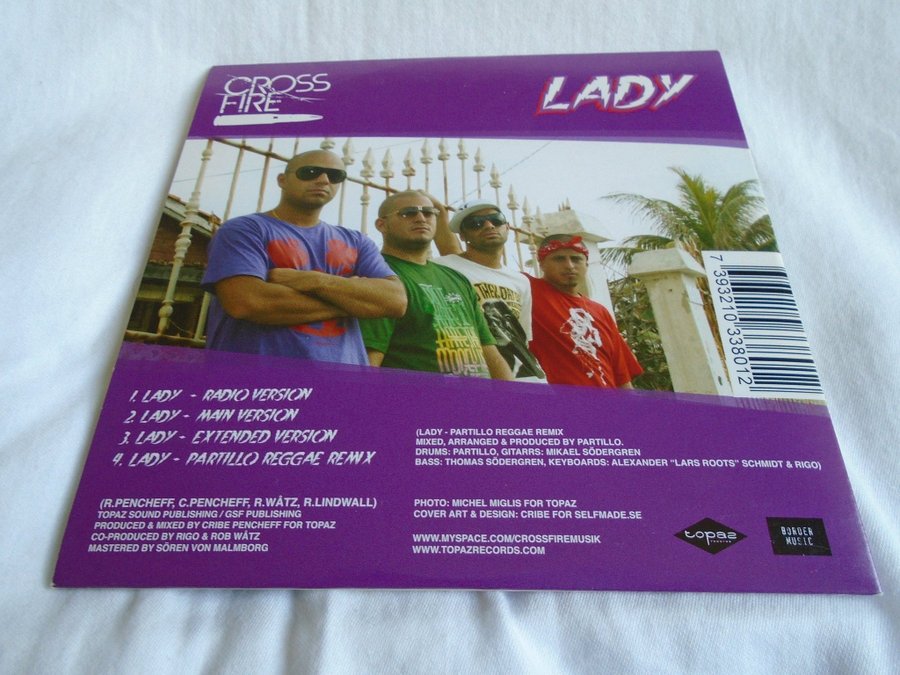 CROSS
FIRE
LADY
7 393210 338012
1. LADY - RADIO VERSION
2. LADY - MAIN VERSION
3. LADY - EXTENDED VERSION
4. LADY - PARTILLO REGGAE REMIX
(LADY - PARTILLO REGGAE REMIX
MIXED, ARRANGED & PRODUCED BY PARTILLO.
DRUMS: PARTILLO, GITARRS: MIKAEL SÖDERGREN
BASS: THOMAS SÖDERGREN, KEYBOARDS: ALEXANDER "LARS ROOTS" SCHMIDT & RIGO)
(R.PENCHEFF, C.PENCHEFF, R.WÅTZ, R.LINDWALL)
TOPAZ SOUND PUBLISHING / GSF PUBLISHING
PRODUCED & MIXED BY CRIBE PENCHEFF FOR TOPAZ
CO-PRODUCED BY RIGO & ROB WÅTZ
MASTERED BY SÖREN VON MALMBORG
PHOTO: MICHEL MIGLIS FOR TOPAZ
COVER ART & DESIGN: CRIBE FOR SELFMADE.SE
WWW.MYSPACE.COM/CROSSFIREMUSIK
WWW.TOPAZRECORDS.COM
topaz
records
BORDER
MUSIC